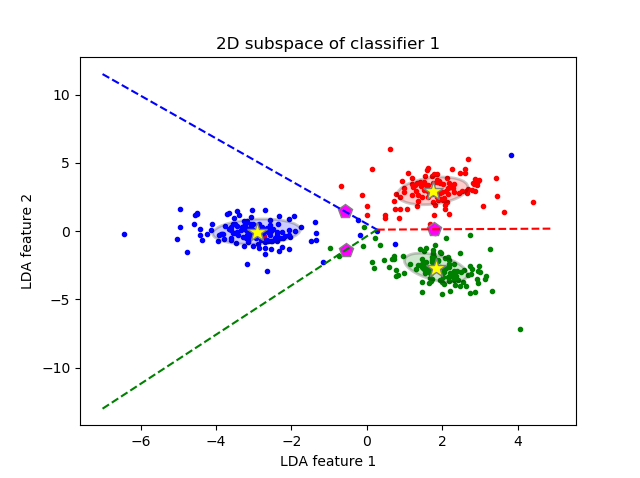 2D subspace of classifier 1
10
5
0
−5
−10
LDA feature 2
−6 −4 −2 0 2 4
LDA feature 1